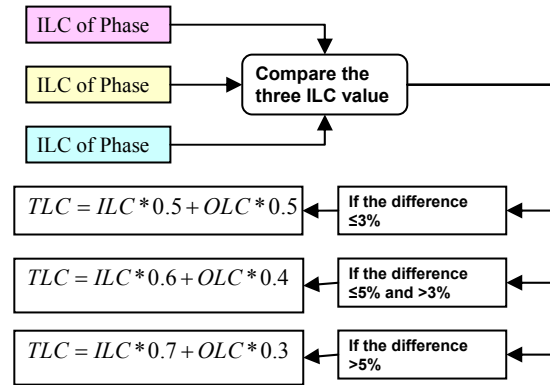 ILC of Phase
ILC of Phase
ILC of Phase
Compare the
three ILC value
TLC = ILC * 0.5 + OLC * 0.5
If the difference
≤3%
TLC = ILC * 0.6 + OLC * 0.4
If the difference
≤5% and >3%
TLC = ILC * 0.7 + OLC * 0.3
If the difference
>5%